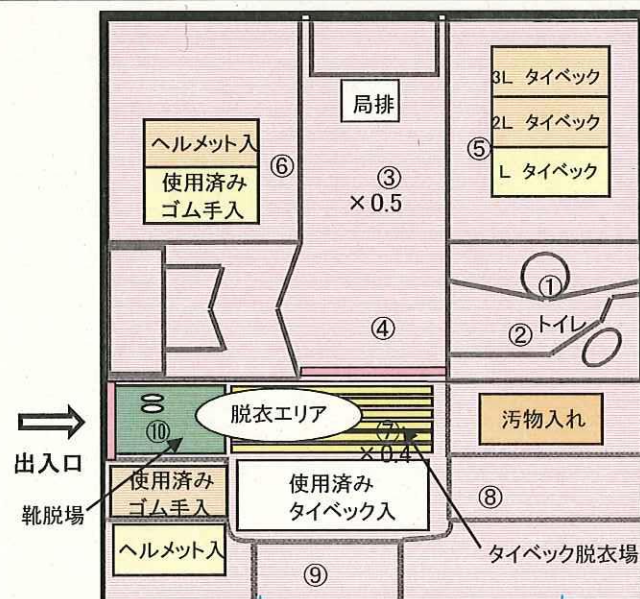 局排
3L タイベック
2L タイベック
L タイベック
⑤
ヘルメット入
使用済み
ゴム手入
⑥
③
×0.5
①
②
トイレ
④
脱衣エリア
⑦
×0.4
⑩
汚物入れ
出入口
靴脱場
使用済み
ゴム手入
使用済み
タイベック入
⑧
ヘルメット入
タイベック脱衣場
⑨